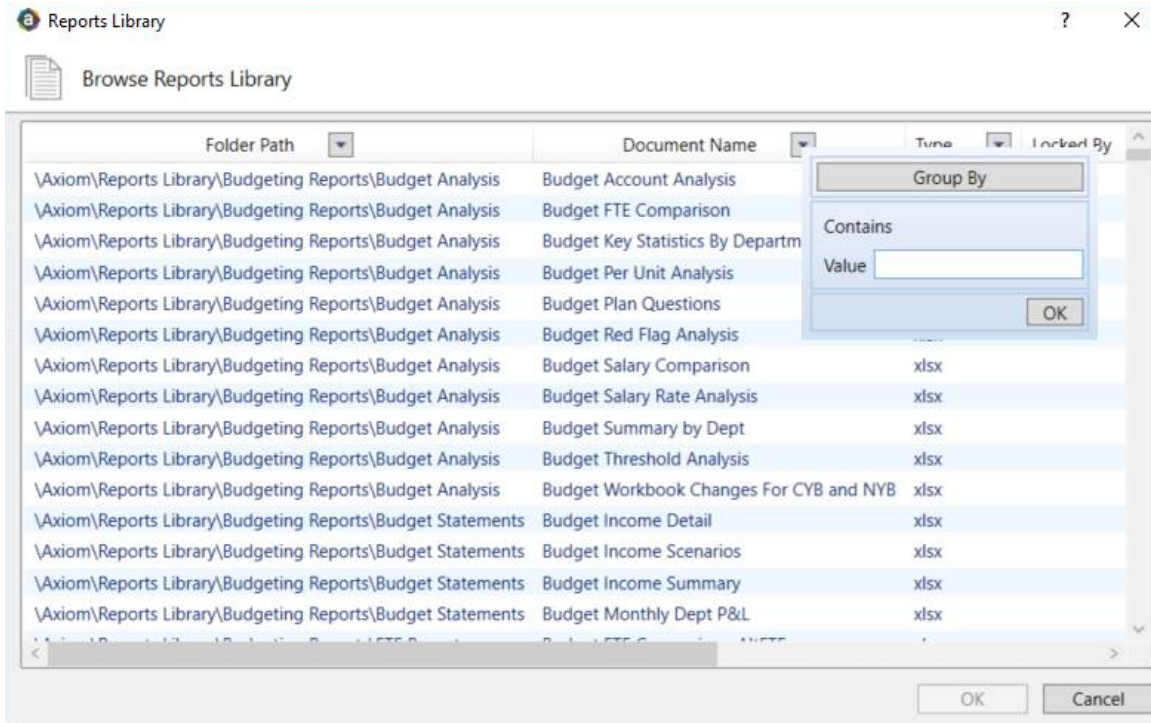 Reports Library ? X
Browse Reports Library
Folder Path Document Name Type Locked By
\Axiom\Reports Library\Budgeting Reports\Budget Analysis Budget Account Analysis
\Axiom\Reports Library\Budgeting Reports\Budget Analysis Budget FTE Comparison
\Axiom\Reports Library\Budgeting Reports\Budget Analysis Budget Key Statistics By Departm
\Axiom\Reports Library\Budgeting Reports\Budget Analysis Budget Per Unit Analysis
\Axiom\Reports Library\Budgeting Reports\Budget Analysis Budget Plan Questions
\Axiom\Reports Library\Budgeting Reports\Budget Analysis Budget Red Flag Analysis
\Axiom\Reports Library\Budgeting Reports\Budget Analysis Budget Salary Comparison xlsx
\Axiom\Reports Library\Budgeting Reports\Budget Analysis Budget Salary Rate Analysis xlsx
\Axiom\Reports Library\Budgeting Reports\Budget Analysis Budget Summary by Dept xlsx
\Axiom\Reports Library\Budgeting Reports\Budget Analysis Budget Threshold Analysis xlsx
\Axiom\Reports Library\Budgeting Reports\Budget Analysis Budget Workbook Changes For CYB and NYB xlsx
\Axiom\Reports Library\Budgeting Reports\Budget Statements Budget Income Detail xlsx
\Axiom\Reports Library\Budgeting Reports\Budget Statements Budget Income Scenarios xlsx
\Axiom\Reports Library\Budgeting Reports\Budget Statements Budget Income Summary xlsx
\Axiom\Reports Library\Budgeting Reports\Budget Statements Budget Monthly Dept P&L xlsx
Group By
Contains
Value
OK
OK Cancel